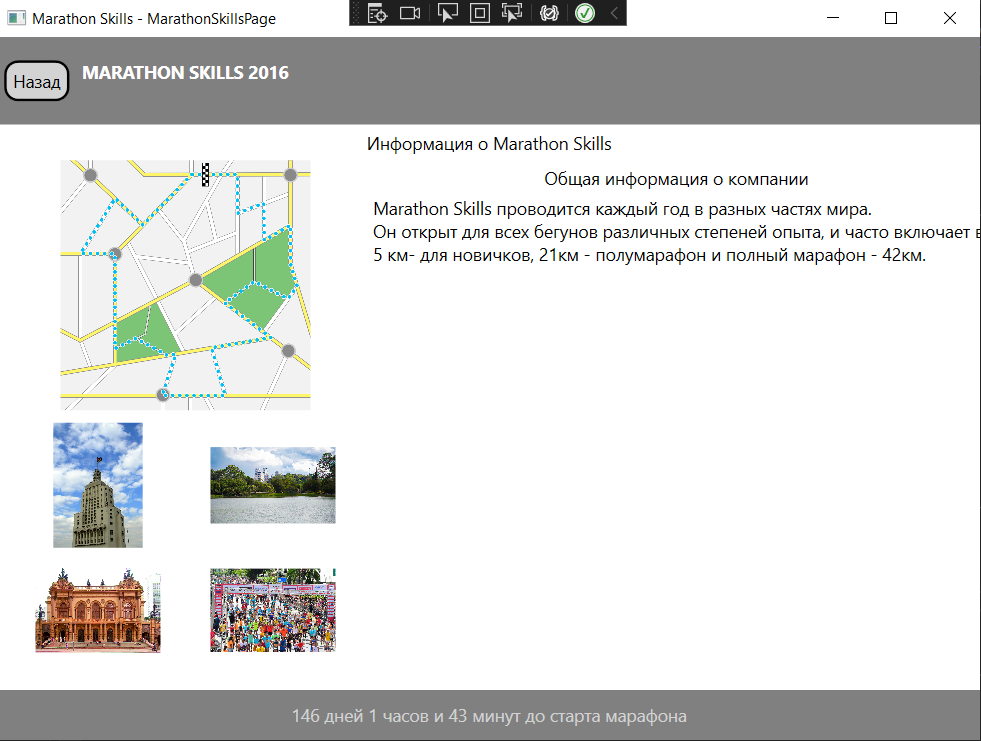 Marathon Skills - MarathonSkillsPage
Назад
MARATHON SKILLS 2016
Информация о Marathon Skills
Общая информация о компании
Marathon Skills проводится каждый год в разных частях мира.
Он открыт для всех бегунов различных степеней опыта, и часто включает в
5 км- для новичков, 21км - полумарафон и полный марафон - 42км.
146 дней 1 часов и 43 минут до старта марафона